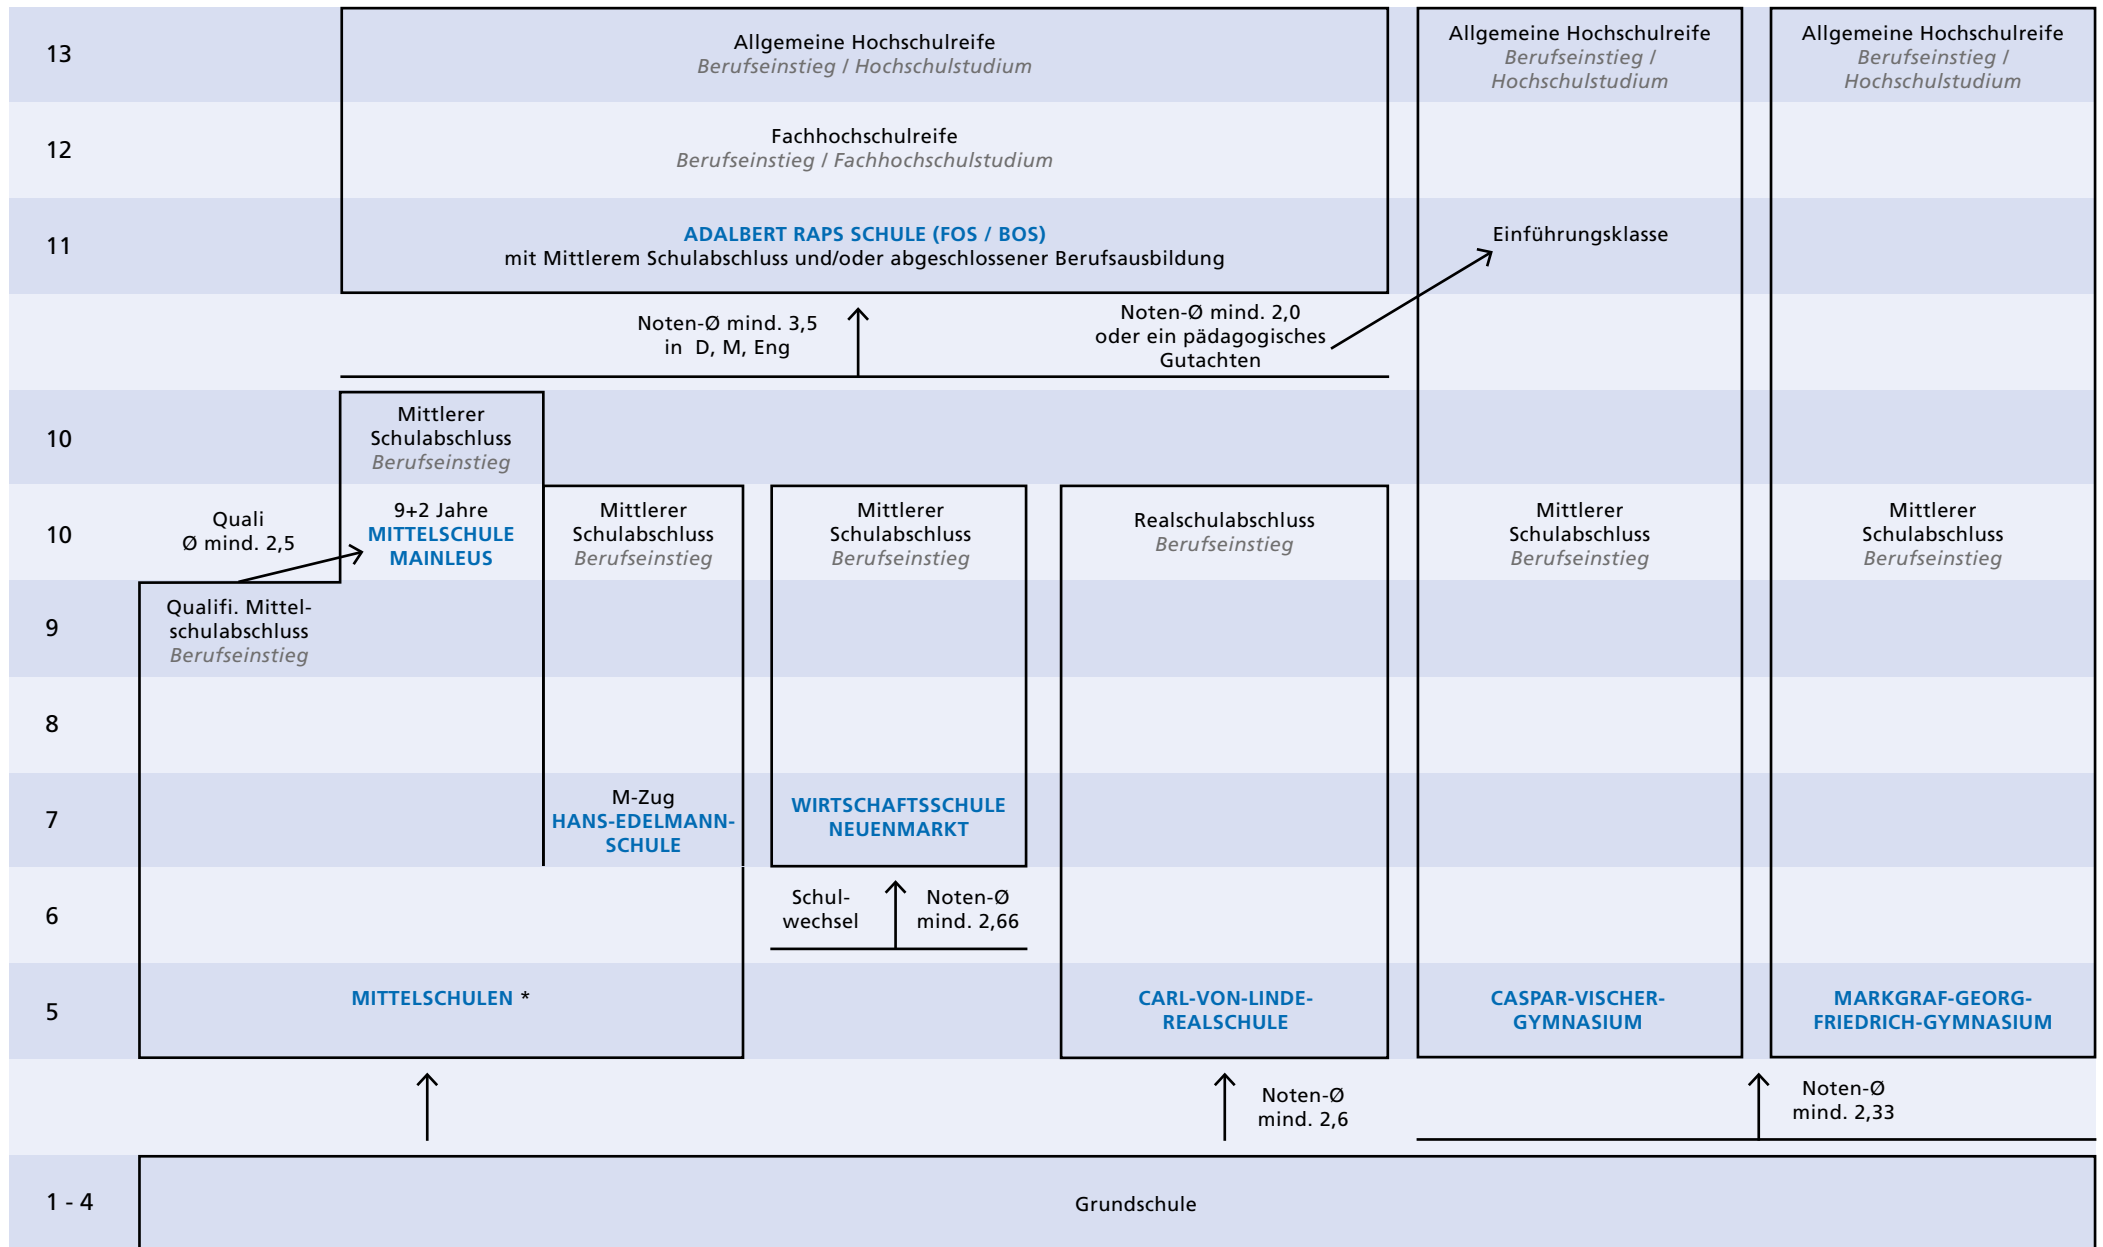 13
Allgemeine Hochschulreife
Berufseinstieg / Hochschulstudium
Allgemeine Hochschulreife
Berufseinstieg /
Hochschulstudium
Allgemeine Hochschulreife
Berufseinstieg /
Hochschulstudium
12
Fachhochschulreife
Berufseinstieg / Fachhochschulstudium
11
ADALBERT RAPS SCHULE (FOS / BOS)
mit Mittlerem Schulabschluss und/oder abgeschlossener Berufsausbildung
Einführungsklasse
Noten-Ø mind. 3,5
in D, M, Eng
Noten-Ø mind. 2,0
oder ein pädagogisches
Gutachten
10
Mittlerer
Schulabschluss
Berufseinstieg
10
Quali
Ø mind. 2,5
9+2 Jahre
MITTELSCHULE
MAINLEUS
Mittlerer
Schulabschluss
Berufseinstieg
Mittlerer
Schulabschluss
Berufseinstieg
Realschulabschluss
Berufseinstieg
Mittlerer
Schulabschluss
Berufseinstieg
Mittlerer
Schulabschluss
Berufseinstieg
9
Qualifi. Mittel-
schulabschluss
Berufseinstieg
8
7
M-Zug
HANS-EDELMANN-
SCHULE
WIRTSCHAFTSSCHULE
NEUENMARKT
6
Schul-
wechsel
Noten-Ø
mind. 2,66
5
MITTELSCHULEN *
CARL-VON-LINDE-
REALSCHULE
CASPAR-VISCHER-
GYMNASIUM
MARKGRAF-GEORG-
FRIEDRICH-GYMNASIUM
Noten-Ø
mind. 2,6
Noten-Ø
mind. 2,33
1 - 4
Grundschule